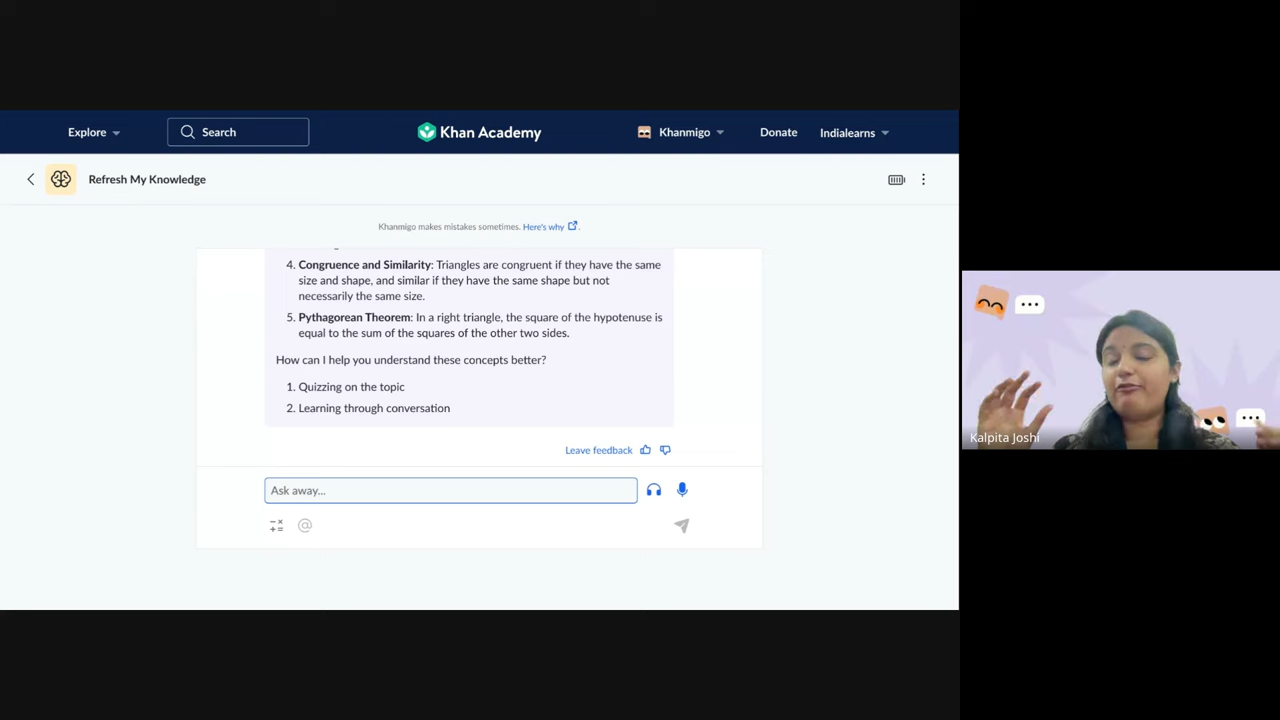 Explore
Search
Khan Academy
Khanmigo
Donate
Indialearns
Refresh My Knowledge
Khanmigo makes mistakes sometimes. Here's why.
4. Congruence and Similarity: Triangles are congruent if they have the same
size and shape, and similar if they have the same shape but not
necessarily the same size.
5. Pythagorean Theorem: In a right triangle, the square of the hypotenuse is
equal to the sum of the squares of the other two sides.
How can I help you understand these concepts better?
1. Quizzing on the topic
2. Learning through conversation
Leave feedback
Ask away...
Kalpita Joshi